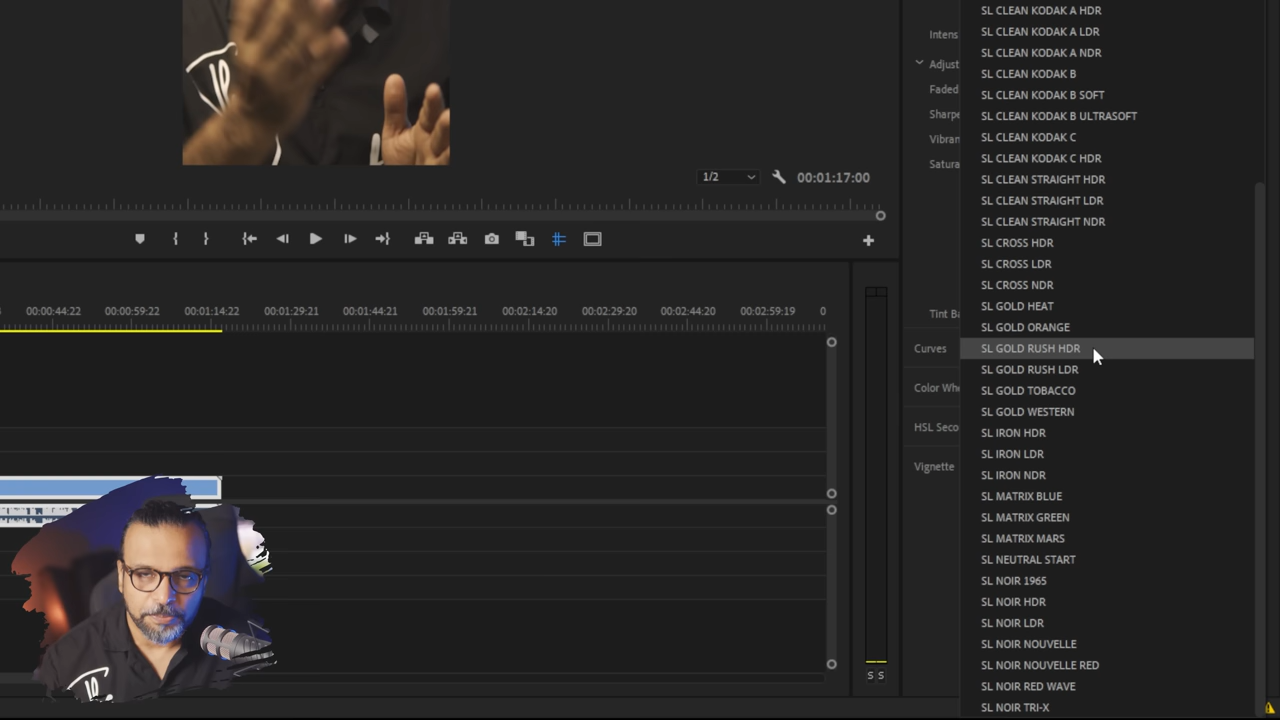 SL CLEAN KODAK A HDR
SL CLEAN KODAK A LDR
SL CLEAN KODAK A NDR
SL CLEAN KODAK B
SL CLEAN KODAK B SOFT
SL CLEAN KODAK B ULTRASOFT
SL CLEAN KODAK C
SL CLEAN KODAK C HDR
SL CLEAN STRAIGHT HDR
SL CLEAN STRAIGHT LDR
SL CLEAN STRAIGHT NDR
SL CROSS HDR
SL CROSS LDR
SL CROSS NDR
SL GOLD HEAT
SL GOLD ORANGE
SL GOLD RUSH HDR
SL GOLD RUSH LDR
SL GOLD TOBACCO
SL GOLD WESTERN
SL IRON HDR
SL IRON LDR
SL IRON NDR
SL MATRIX BLUE
SL MATRIX GREEN
SL MATRIX MARS
SL NEUTRAL START
SL NOIR 1965
SL NOIR HDR
SL NOIR LDR
SL NOIR NOUVELLE
SL NOIR NOUVELLE RED
SL NOIR RED WAVE
SL NOIR TRI-X
Intens
Adjust
Faded
Sharpe
Vibran
Satura
Tint Ba
Curves
Color Whe
HSL Seco
Vignette
1/2 00:01:17:00
00:00:44:22 00:00:59:22 00:01:14:22 00:01:29:21 00:01:44:21 00:01:59:21 00:02:14:20 00:02:29:20 00:02:44:20 00:02:59:19 0
S S